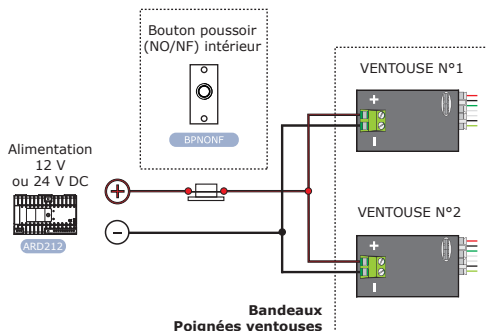 Bouton poussoir
(NO/NF) intérieur
BPNONF
VENTOUSE N°1
+
-
Alimentation
12 V
ou 24 V DC
ARD212
+
-
VENTOUSE N°2
+
-
Bandeaux
Poignées ventouses